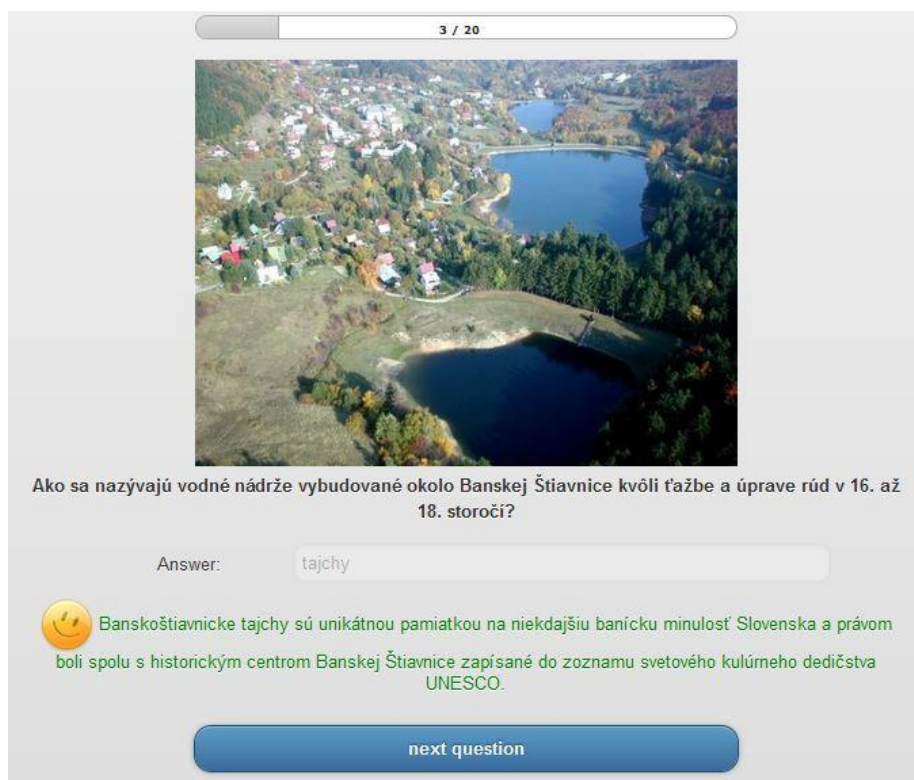 3 / 20
Ako sa nazývajú vodné nádrže vybudované okolo Banskej Štiavnice kvôli ťažbe a úprave rúd v 16. až
18. storočí?
Answer: tajchy
Banskoštiavnicke tajchy sú unikátnou pamiatkou na niekdajšiu banícku minulosť Slovenska a právom
boli spolu s historickým centrom Banskej Štiavnice zapísané do zoznamu svetového kulúrneho dedičstva
UNESCO.
next question